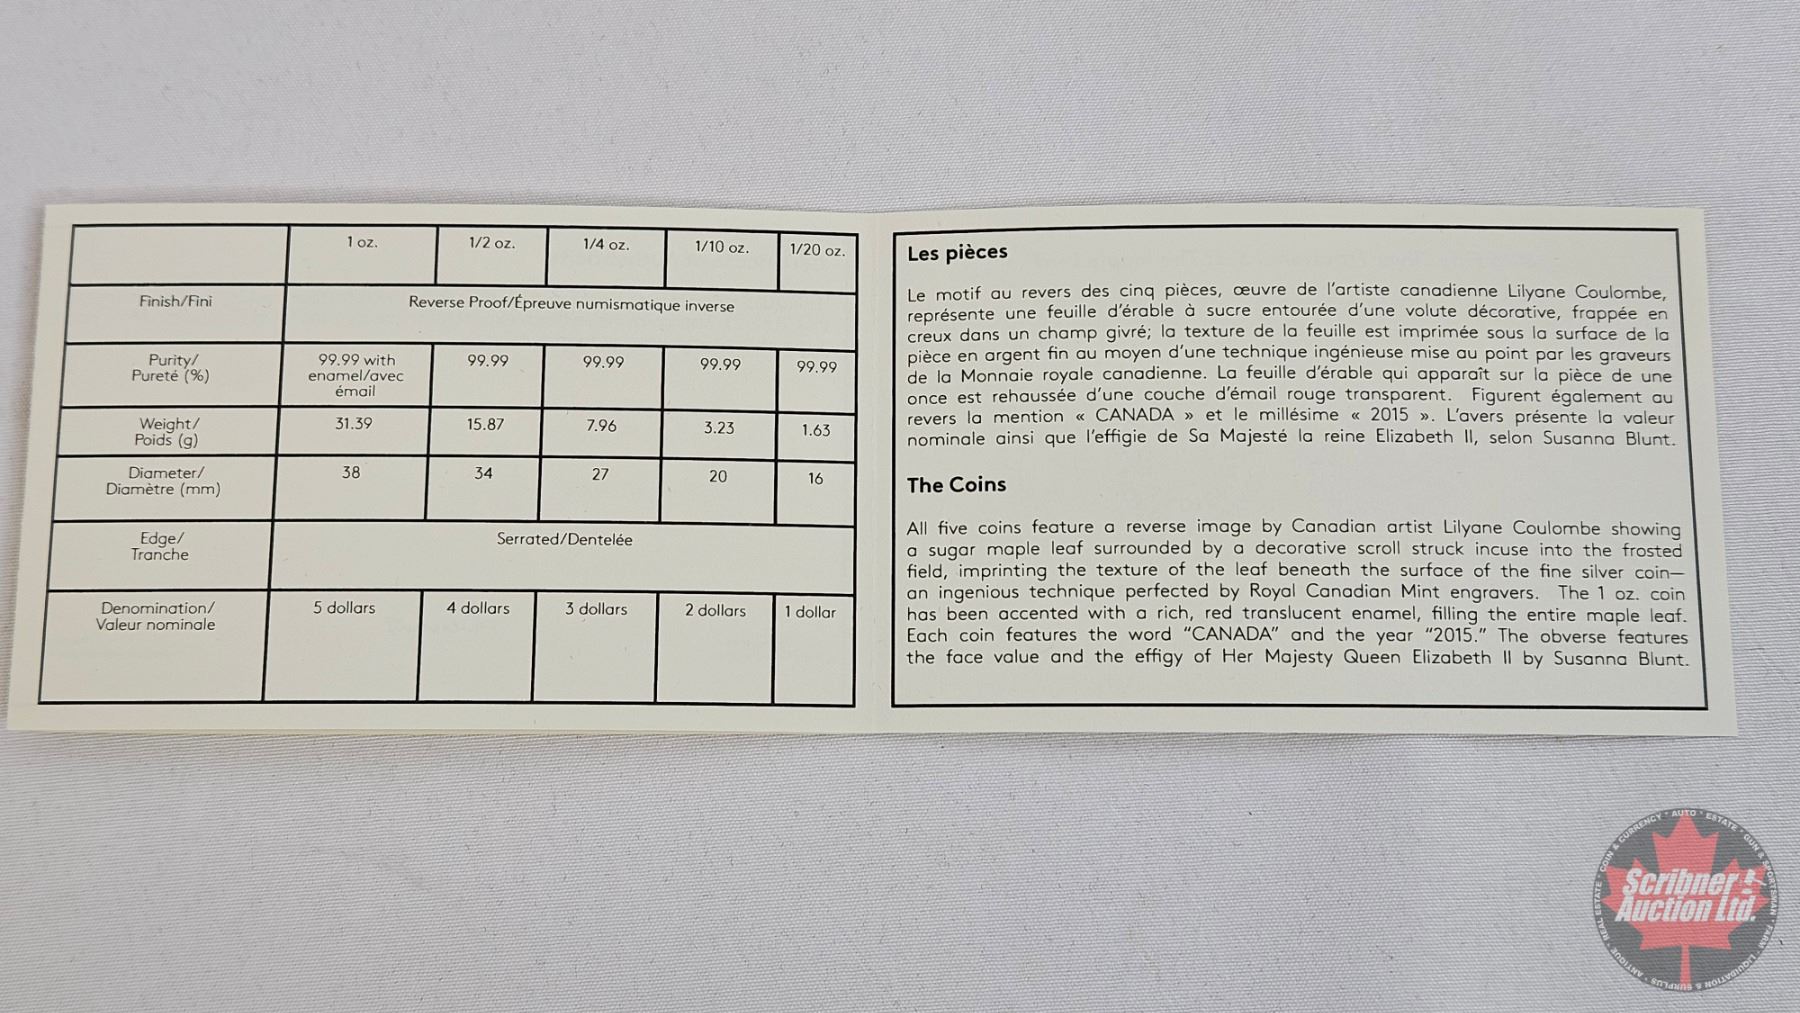 1 oz. 1/2 oz. 1/4 oz. 1/10 oz. 1/20 oz.
Finish/Fini Reverse Proof/Épreuve numismatique inverse
Purity/
Pureté (%) 99.99 with
enamel/avec
émail 99.99 99.99 99.99 99.99
Weight/
Poids (g) 31.39 15.87 7.96 3.23 1.63
Diameter/
Diamètre (mm) 38 34 27 20 16
Edge/
Tranche Serrated/Dentelée
Denomination/
Valeur nominale 5 dollars 4 dollars 3 dollars 2 dollars 1 dollar
Les pièces
Le motif au revers des cinq pièces, œuvre de l'artiste canadienne Lilyane Coulombe,
représente une feuille d'érable à sucre entourée d'une volute décorative, frappée en
creux dans un champ givré; la texture de la feuille est imprimée sous la surface de la
pièce en argent fin au moyen d'une technique ingénieuse mise au point par les graveurs
de la Monnaie royale canadienne. La feuille d'érable qui apparaît sur la pièce de une
once est rehaussée d'une couche d'émail rouge transparent. Figurent également au
revers la mention « CANADA » et le millésime « 2015 ». L'avers présente la valeur
nominale ainsi que l'effigie de Sa Majesté la reine Elizabeth II, selon Susanna Blunt.
The Coins
All five coins feature a reverse image by Canadian artist Lilyane Coulombe showing
a sugar maple leaf surrounded by a decorative scroll struck incuse into the frosted
field, imprinting the texture of the leaf beneath the surface of the fine silver coin—
an ingenious technique perfected by Royal Canadian Mint engravers. The 1 oz. coin
has been accented with a rich, red translucent enamel, filling the entire maple leaf.
Each coin features the word “CANADA” and the year “2015.” The obverse features
the face value and the effigy of Her Majesty Queen Elizabeth II by Susanna Blunt.
Scribner
Auction Ltd.
REAL ESTATE · COIN & CURRENCY · AUTO · ESTATE · GUN & SPORTSMAN · FARM · LIQUIDATION & SURPLUS · ANTIQUE